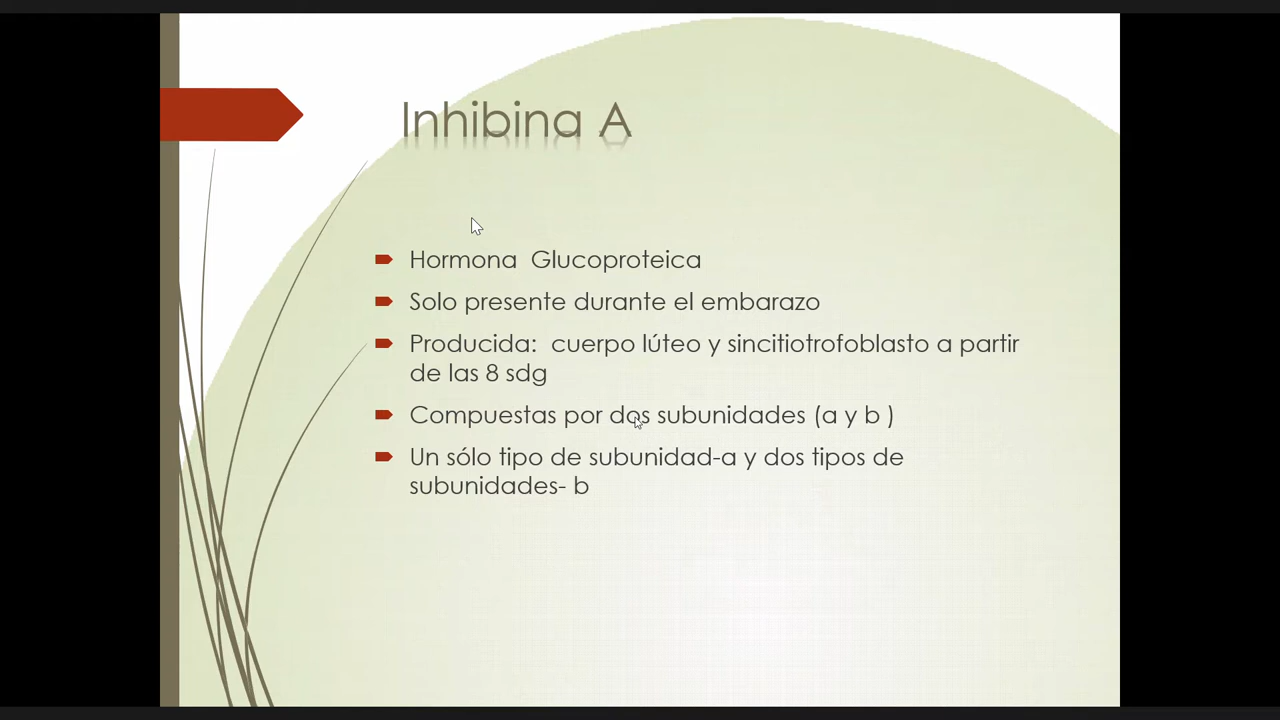 Inhibina A
Hormona Glucoproteica
Solo presente durante el embarazo
Producida: cuerpo lúteo y sincitiotrofoblasto a partir
de las 8 sdg
Compuestas por dos subunidades (a y b )
Un sólo tipo de subunidad-a y dos tipos de
subunidades- b